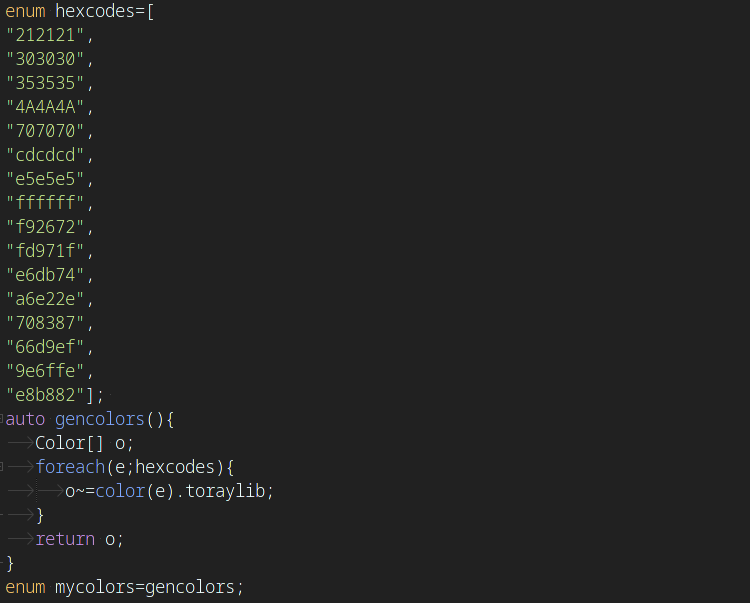 enum hexcodes=[
"212121",
"303030",
"353535",
"4A4A4A",
"707070",
"cdcdcd",
"e5e5e5",
"ffffff",
"f92672",
"fd971f",
"e6db74",
"a6e22e",
"708387",
"66d9ef",
"9e6ffe",
"e8b882"];
auto gencolors(){
Color[] o;
foreach(e;hexcodes){
o~=color(e).toraylib;
}
return o;
}
enum mycolors=gencolors;